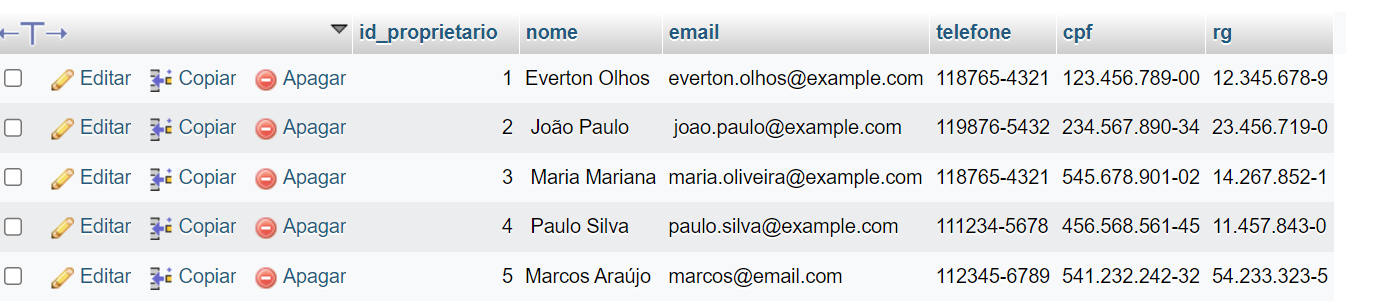 ←T→ id_proprietario nome email telefone cpf rg
Editar Copiar Apagar 1 Everton Olhos everton.olhos@example.com 118765-4321 123.456.789-00 12.345.678-9
Editar Copiar Apagar 2 João Paulo joao.paulo@example.com 119876-5432 234.567.890-34 23.456.719-0
Editar Copiar Apagar 3 Maria Mariana maria.oliveira@example.com 118765-4321 545.678.901-02 14.267.852-1
Editar Copiar Apagar 4 Paulo Silva paulo.silva@example.com 111234-5678 456.568.561-45 11.457.843-0
Editar Copiar Apagar 5 Marcos Araújo marcos@email.com 112345-6789 541.232.242-32 54.233.323-5